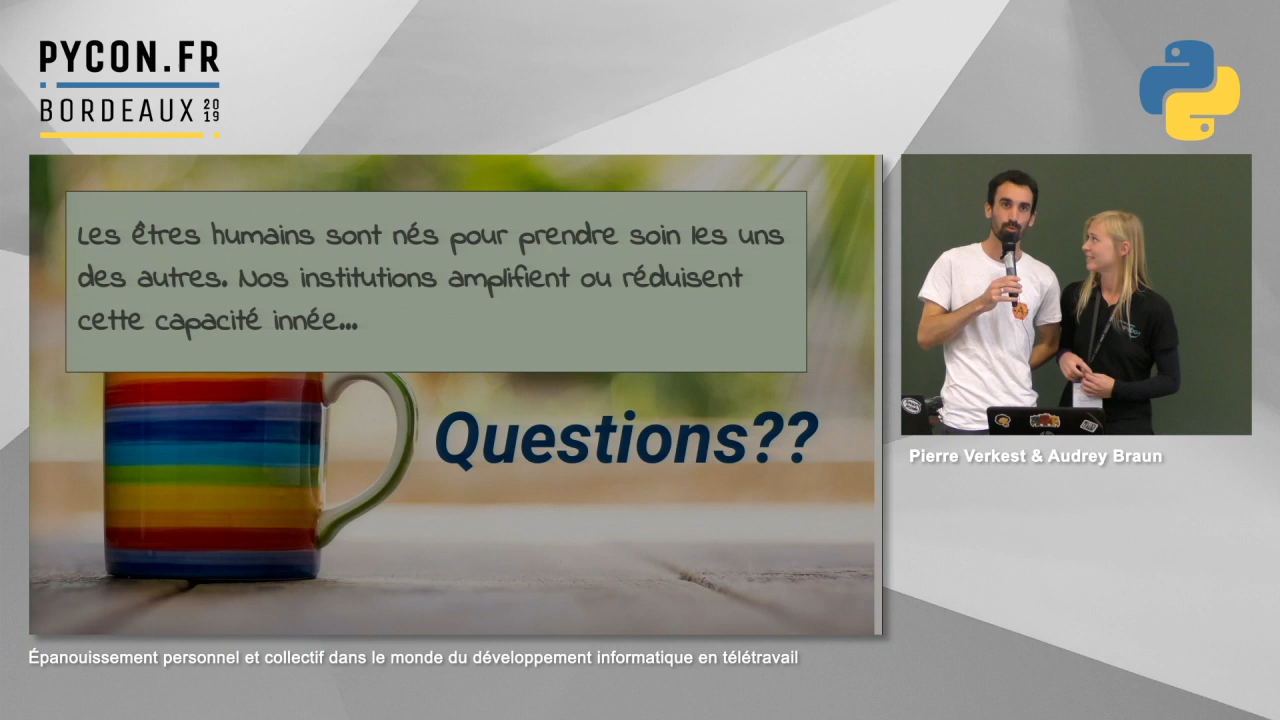 PYCON.FR
BORDEAUX 2019
Les êtres humains sont nés pour prendre soin les uns
des autres. Nos institutions amplifient ou réduisent
cette capacité innée...
Questions??
Pierre Verkest & Audrey Braun
Épanouissement personnel et collectif dans le monde du développement informatique en télétravail